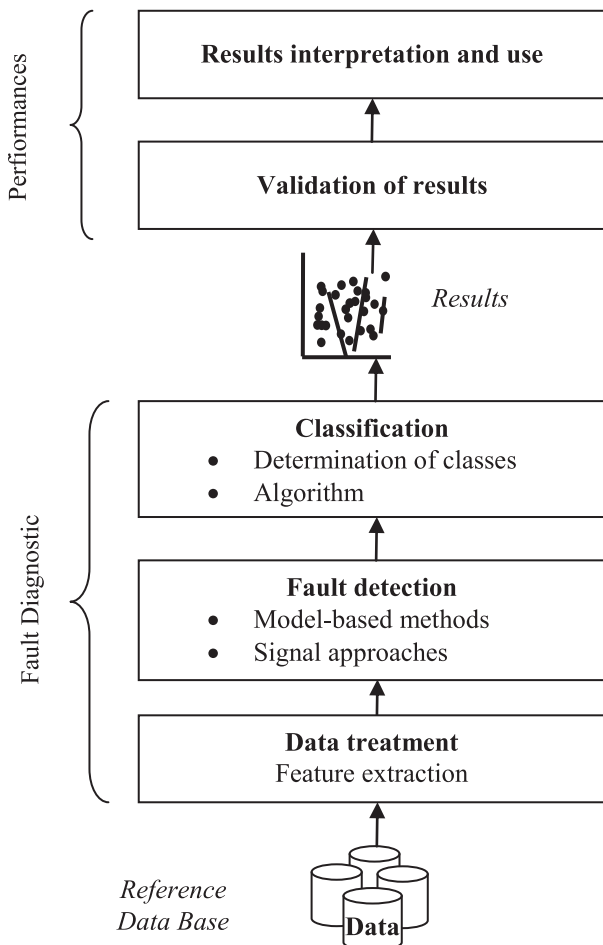 Perfiormances
Results interpretation and use
Validation of results
Results
Fault Diagnostic
Classification
• Determination of classes
• Algorithm
Fault detection
• Model-based methods
• Signal approaches
Data treatment
Feature extraction
Reference
Data Base
Data